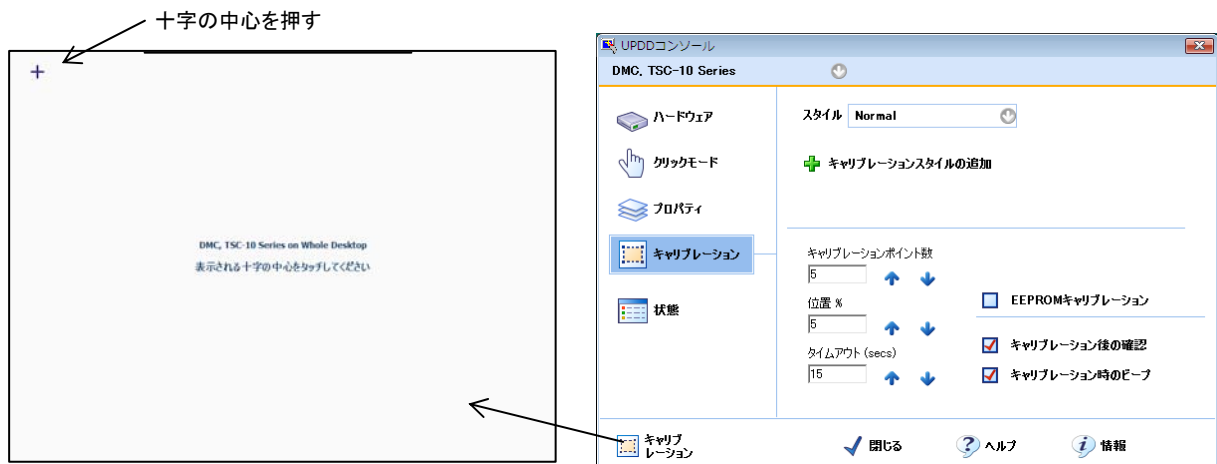 十字の中心を押す
DMC, TSC-10 Series on Whole Desktop
表示される十字の中心をタッチしてください
UPDDコンソール
DMC, TSC-10 Series
ハードウェア
クリックモード
プロパティ
キャリブレーション
状態
スタイル Normal
キャリブレーションスタイルの追加
キャリブレーションポイント数
5
位置 %
5
タイムアウト (secs)
15
EEPROMキャリブレーション
キャリブレーション後の確認
キャリブレーション時のビープ
キャリブ
レーション
閉じる
ヘルプ
情報